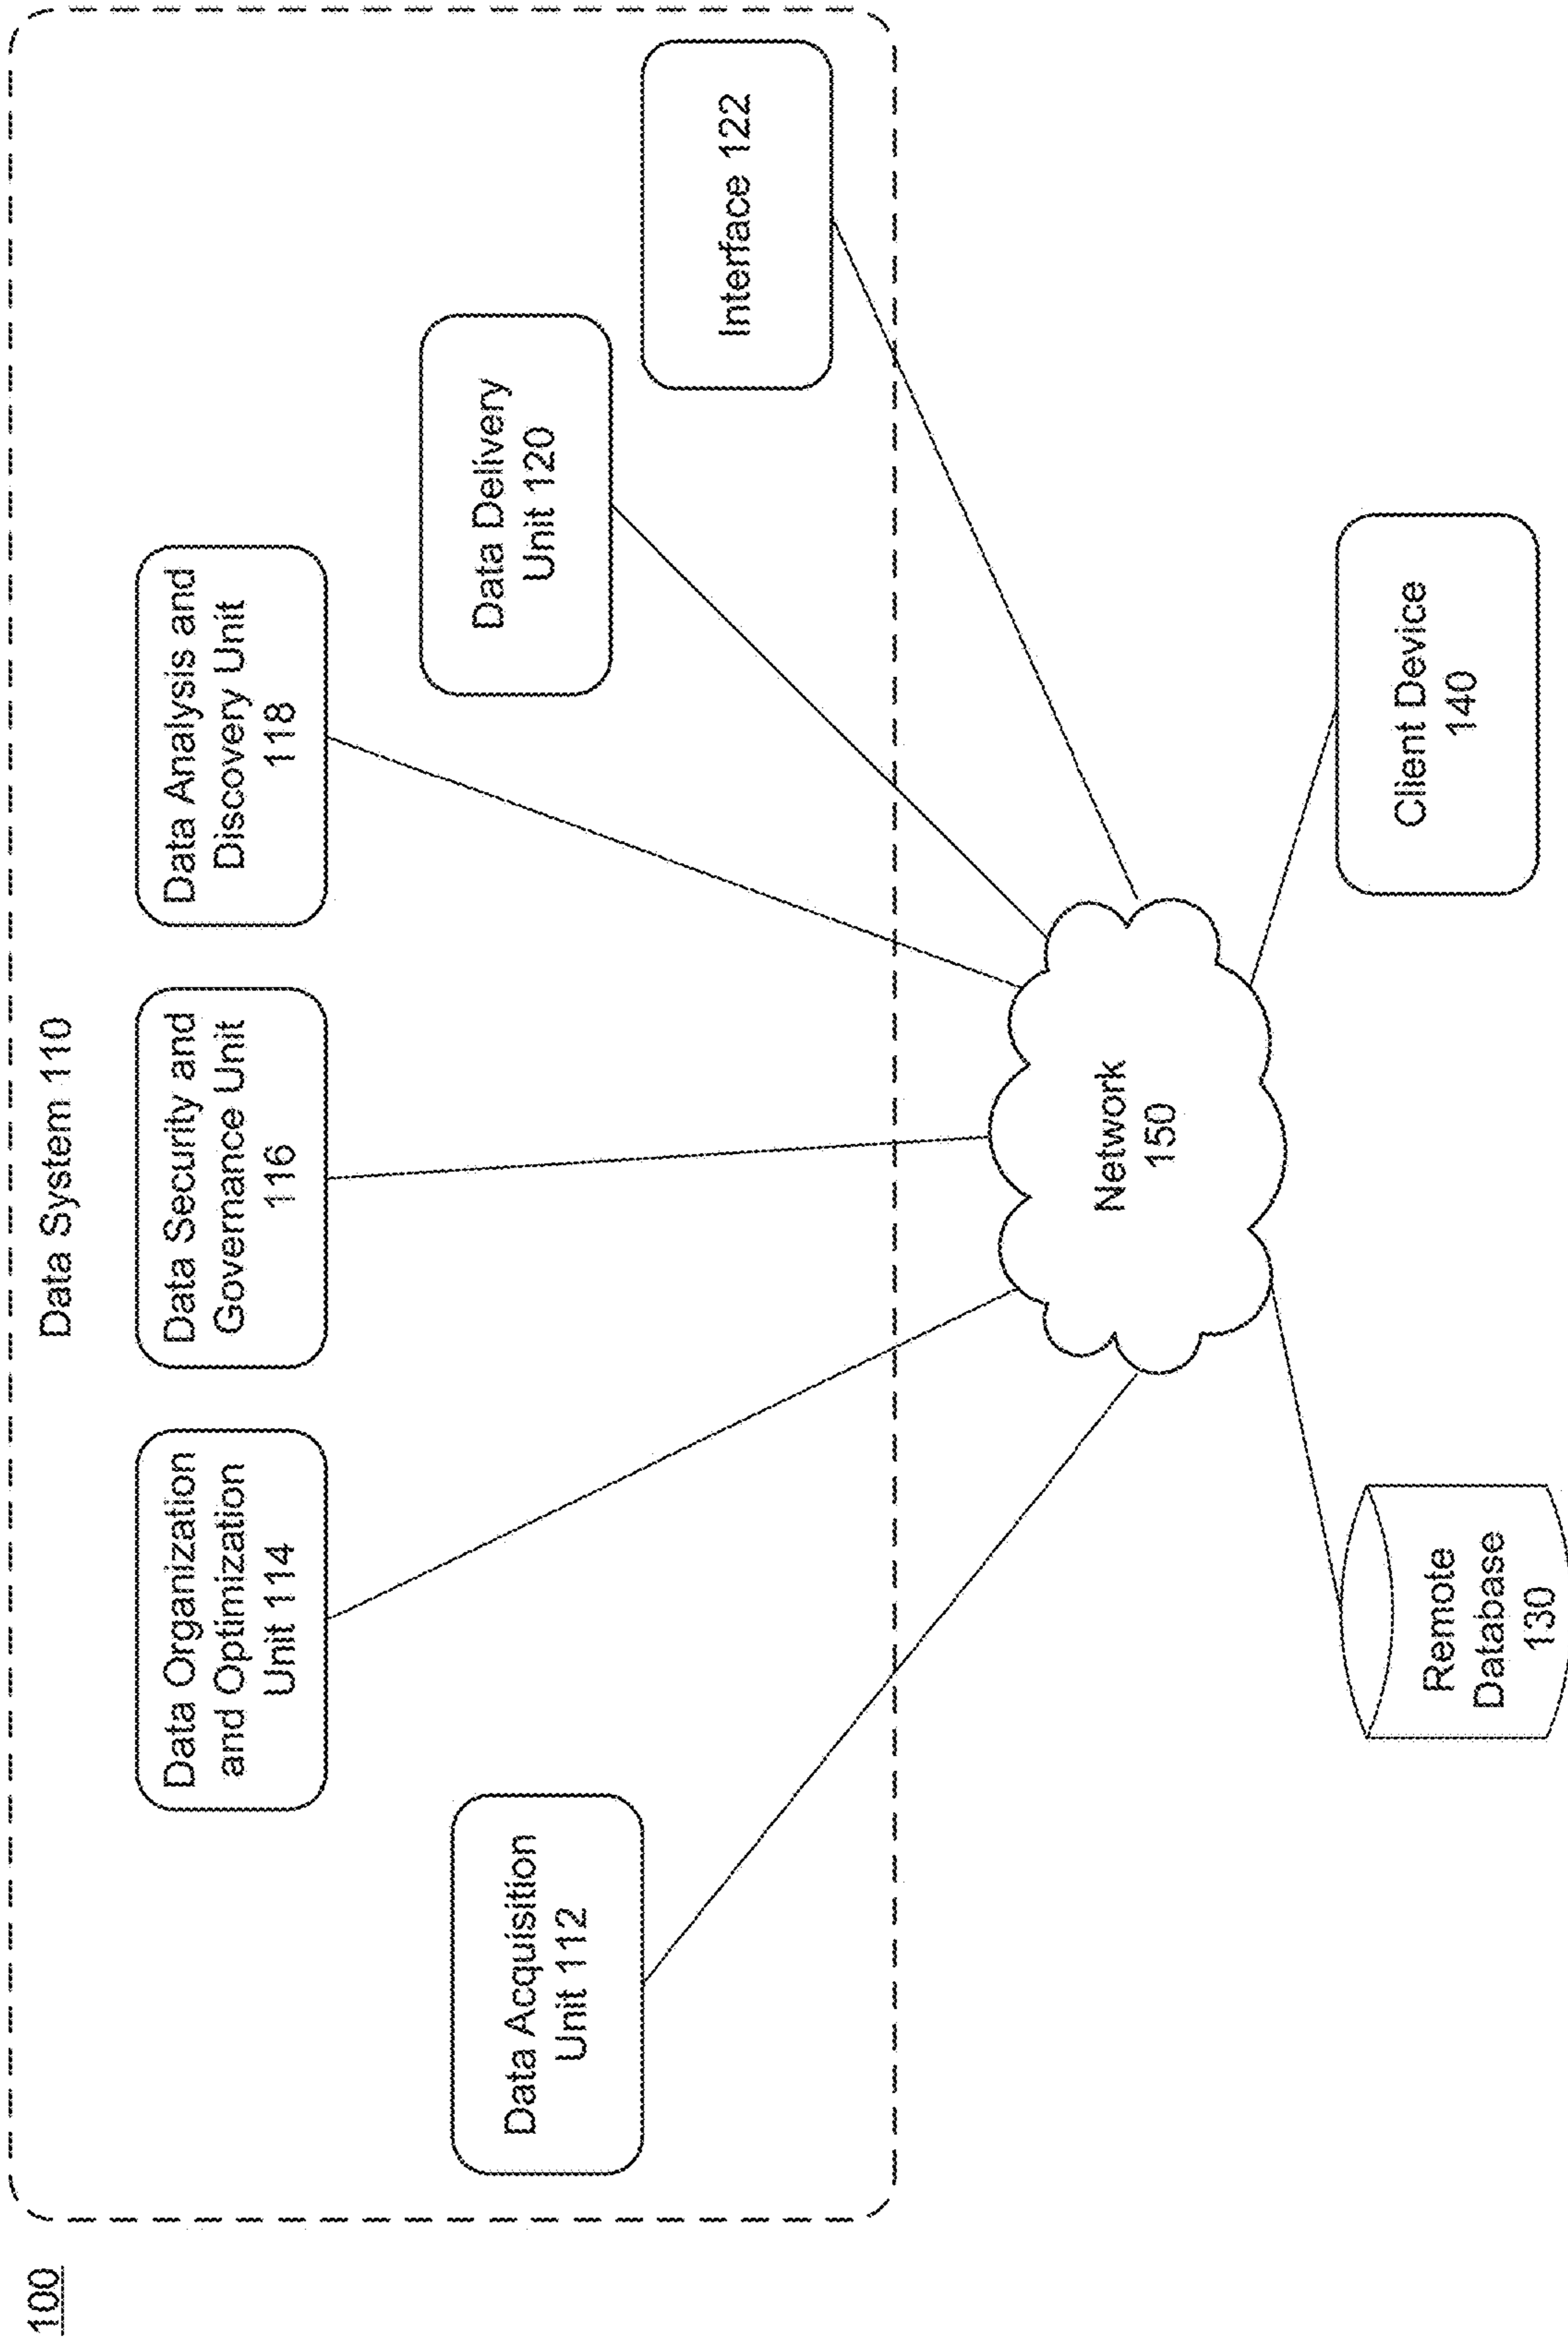 100
Data System 110
Data Organization
and Optimization
Unit 114
Data Security and
Governance Unit
116
Data Analysis and
Discovery Unit
118
Data Acquisition
Unit 112
Data Delivery
Unit 120
Interface 122
Network
150
Remote
Database
130
Client Device
140